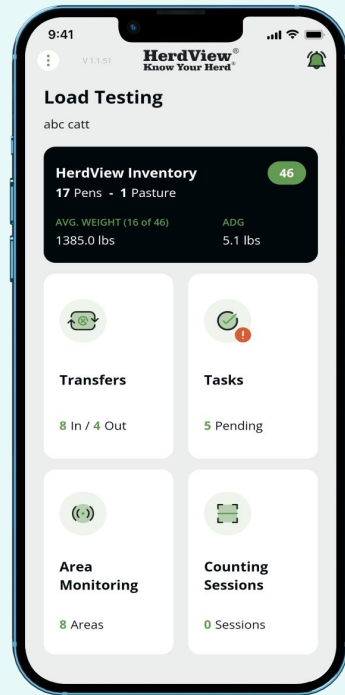 9:41
V 1.1.51
HerdView®
Know Your Herd®
Load Testing
abc catt
HerdView Inventory
46
17 Pens - 1 Pasture
AVG. WEIGHT (16 of 46)
ADG
1385.0 lbs
5.1 lbs
Transfers
8 In / 4 Out
Tasks
5 Pending
Area
Monitoring
8 Areas
Counting
Sessions
0 Sessions